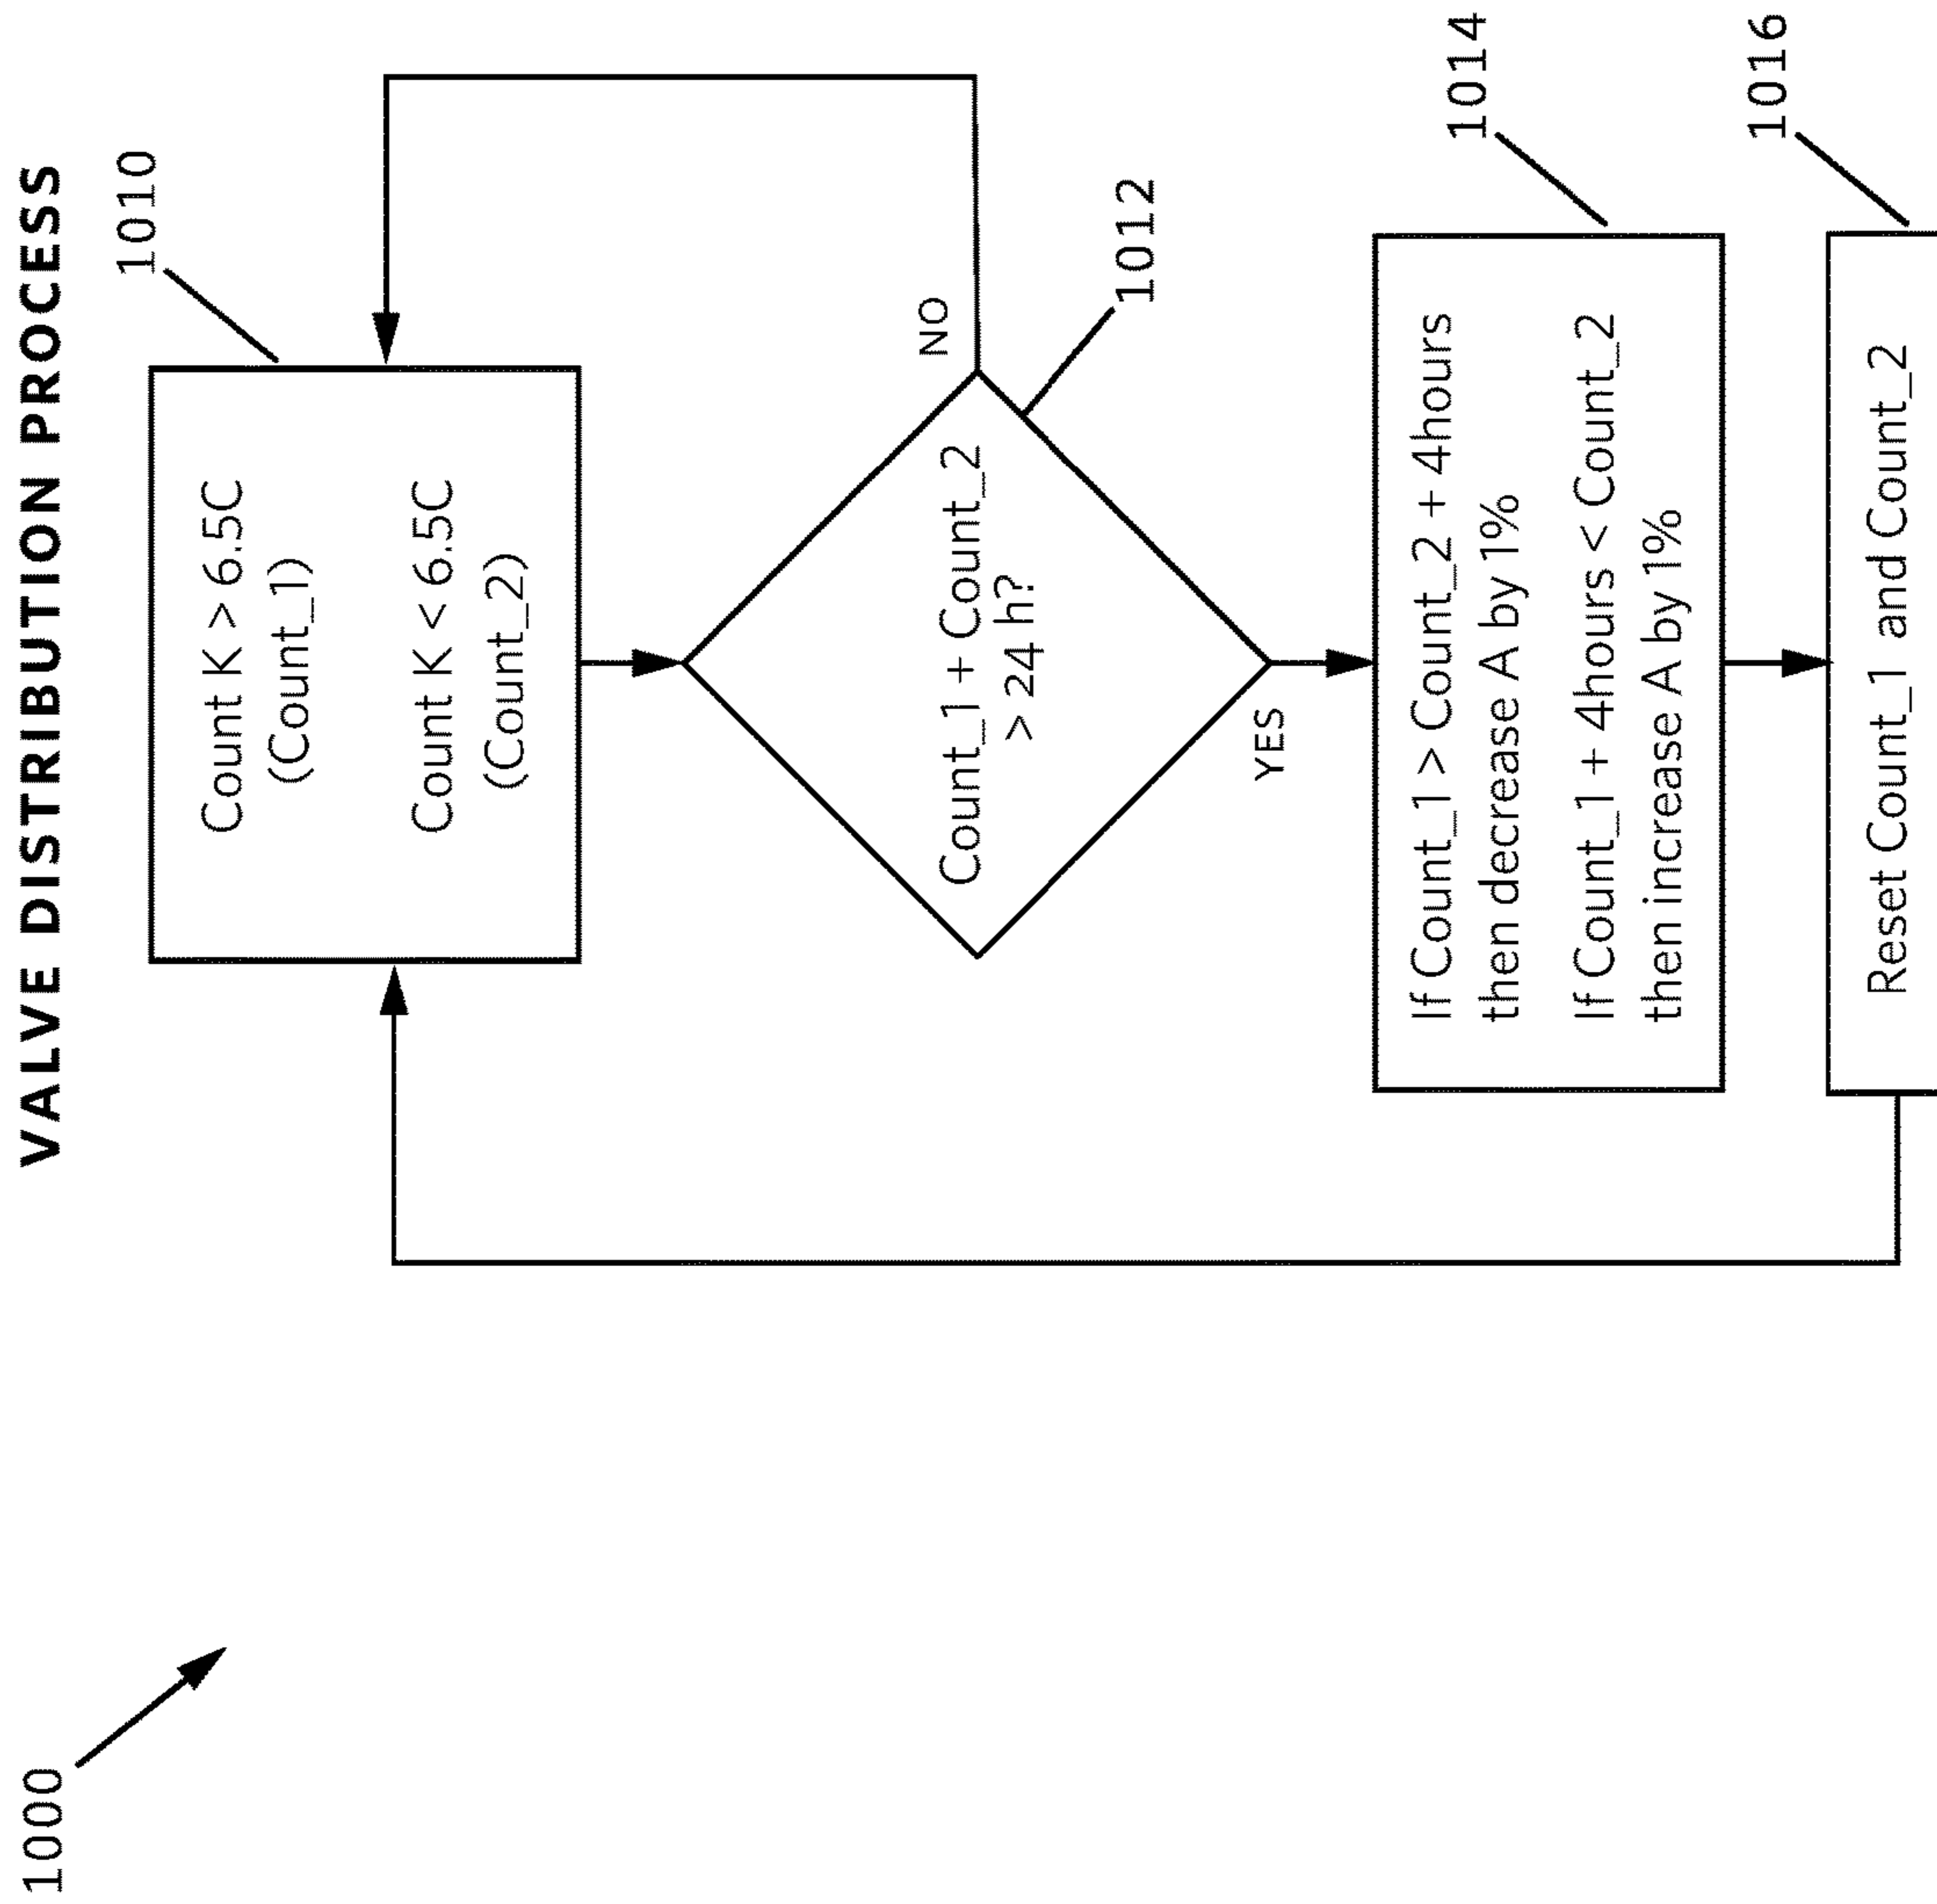 VALVE DISTRIBUTION PROCESS
1000
1010
Count K > 6.5C
(Count_1)
Count K < 6.5C
(Count_2)
NO
Count_1 + Count_2
> 24 h?
1012
YES
1014
If Count_1 > Count_2 + 4hours
then decrease A by 1%
If Count_1 + 4hours < Count_2
then increase A by 1%
1016
Reset Count_1 and Count_2